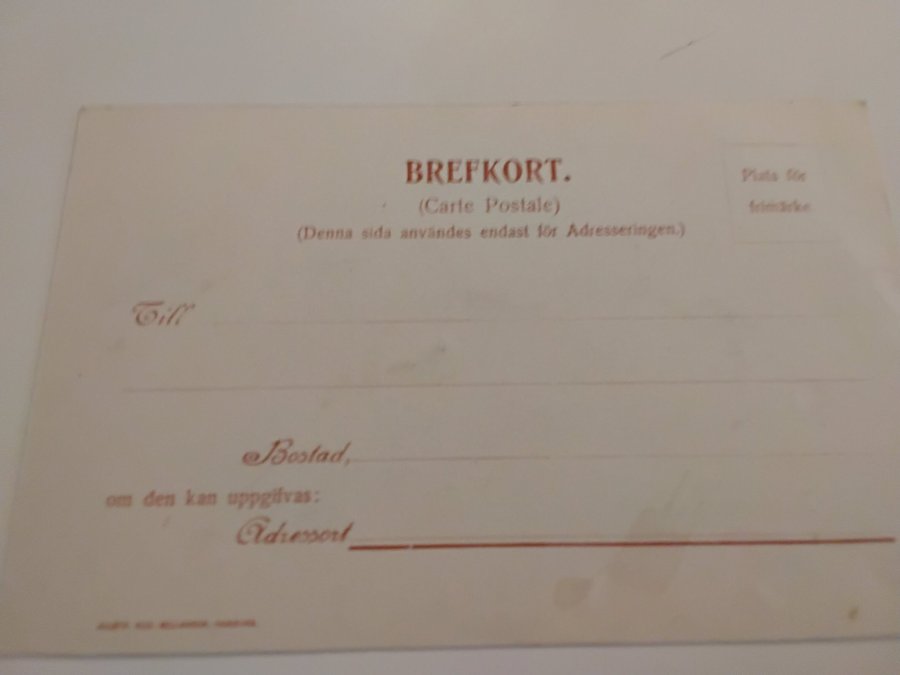 BREFKORT.
(Carte Postale)
(Denna sida användes endast för Adresseringen.)
Plats för
frimärke
Till
Bostad,
om den kan uppgifvas:
Adressort